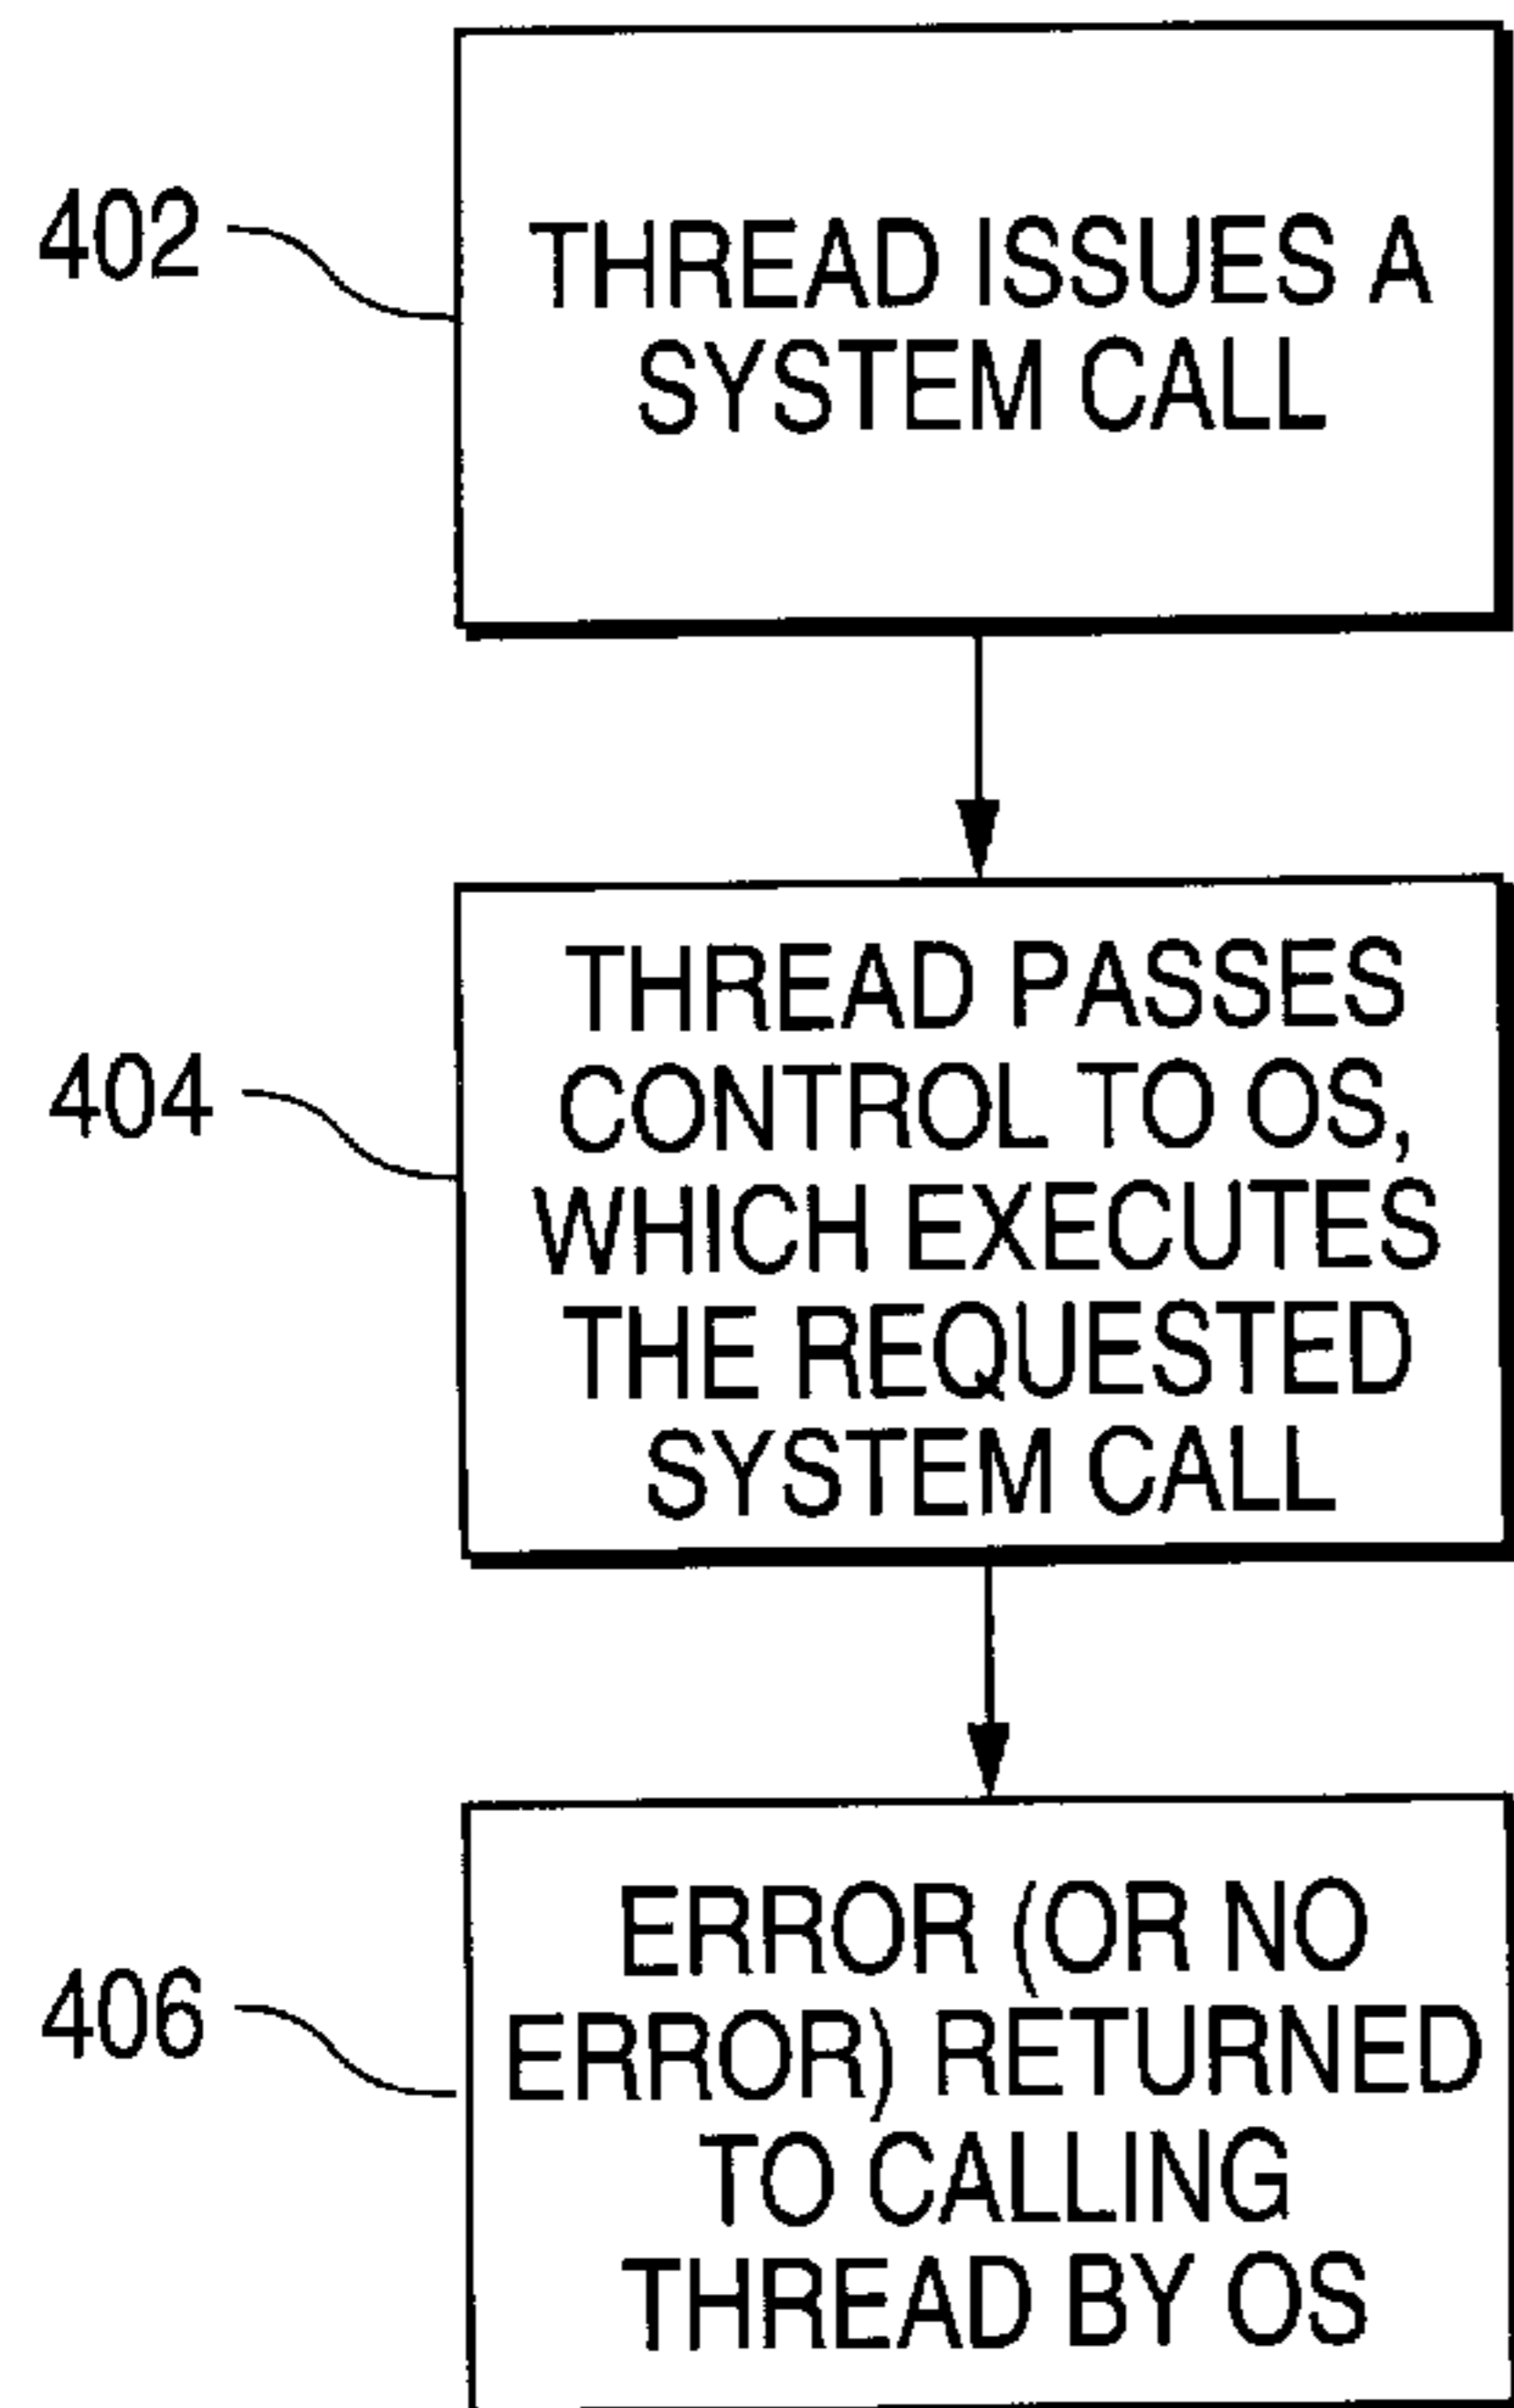 402
THREAD ISSUES A
SYSTEM CALL
404
THREAD PASSES
CONTROL TO OS,
WHICH EXECUTES
THE REQUESTED
SYSTEM CALL
406
ERROR (OR NO
ERROR) RETURNED
TO CALLING
THREAD BY OS